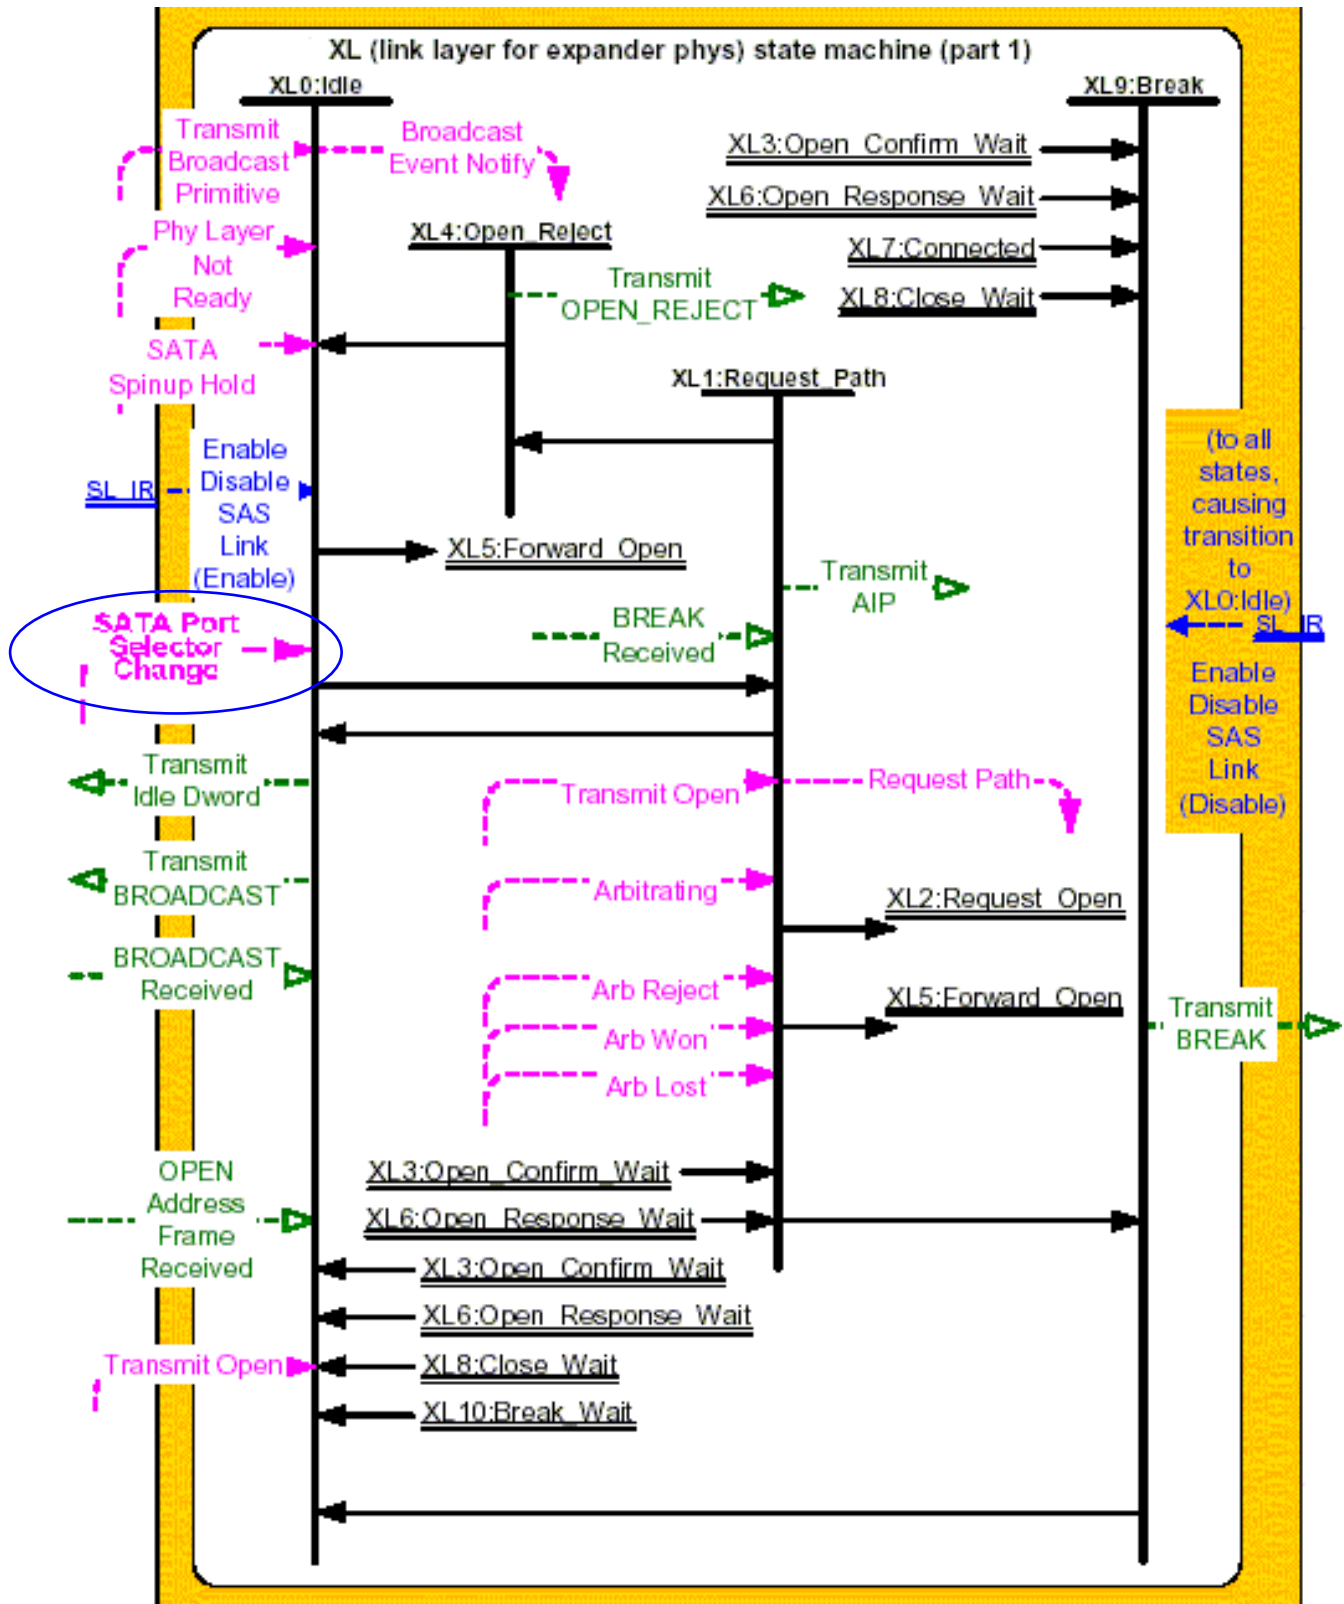 XL (link layer for expander phys) state machine (part 1)
XL0:Idle
XL9:Break
Transmit
Broadcast
Primitive
Broadcast
Event Notify
XL3:Open_Confirm_Wait
XL6:Open_Response_Wait
XL7:Connected
XL8:Close_Wait
Phy Layer
Not
Ready
XL4:Open_Reject
Transmit
OPEN_REJECT
SATA
Spinup Hold
XL1:Request_Path
SL_IR
Enable
Disable
SAS
Link
(Enable)
XL5:Forward_Open
(to all
states,
causing
transition
to
XL0:Idle)
SL_IR
Enable
Disable
SAS
Link
(Disable)
Transmit
AIP
SATA Port
Selector
Change
BREAK
Received
Transmit
Idle Dword
Transmit Open
Request Path
Transmit
BROADCAST
Arbitrating
XL2:Request_Open
BROADCAST
Received
Arb Reject
XL5:Forward_Open
Arb Won
Transmit
BREAK
Arb Lost
OPEN
Address
Frame
Received
XL3:Open_Confirm_Wait
XL6:Open_Response_Wait
XL3:Open_Confirm_Wait
XL6:Open_Response_Wait
Transmit Open
XL8:Close_Wait
XL10:Break_Wait